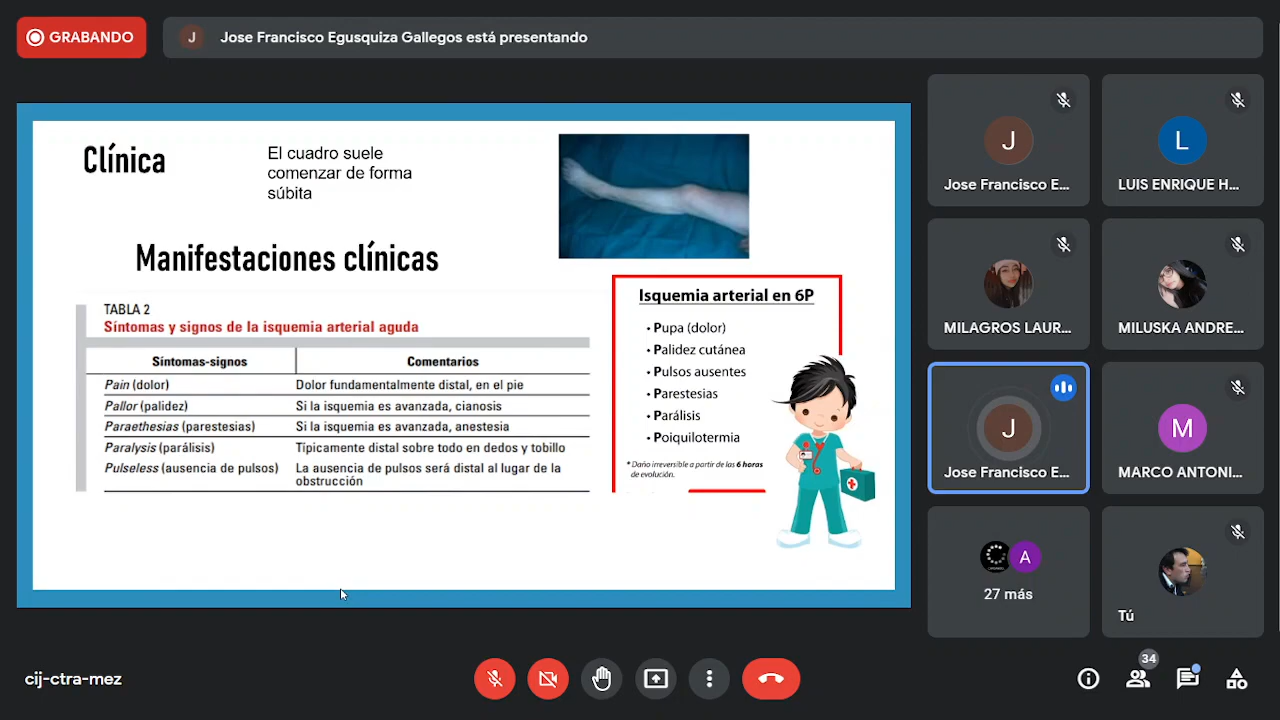 GRABANDO
J
Jose Francisco Egusquiza Gallegos está presentando
Clínica
El cuadro suele
comenzar de forma
súbita
Manifestaciones clínicas
TABLA 2
Síntomas y signos de la isquemia arterial aguda
Síntomas-signos Comentarios
Pain (dolor) Dolor fundamentalmente distal, en el pie
Pallor (palidez) Si la isquemia es avanzada, cianosis
Paraethesias (parestesias) Si la isquemia es avanzada, anestesia
Paralysis (parálisis) Típicamente distal sobre todo en dedos y tobillo
Pulseless (ausencia de pulsos) La ausencia de pulsos será distal al lugar de la
obstrucción
Isquemia arterial en 6P
• Pupa (dolor)
• Palidez cutánea
• Pulsos ausentes
• Parestesias
• Parálisis
• Poiquilotermia
* Daño irreversible a partir de las 6 horas
de evolución.
J
Jose Francisco E...
L
LUIS ENRIQUE H...
MILAGROS LAUR...
MILUSKA ANDRE...
J
Jose Francisco E...
M
MARCO ANTONI...
A
27 más
Tú
cij-ctra-mez
34